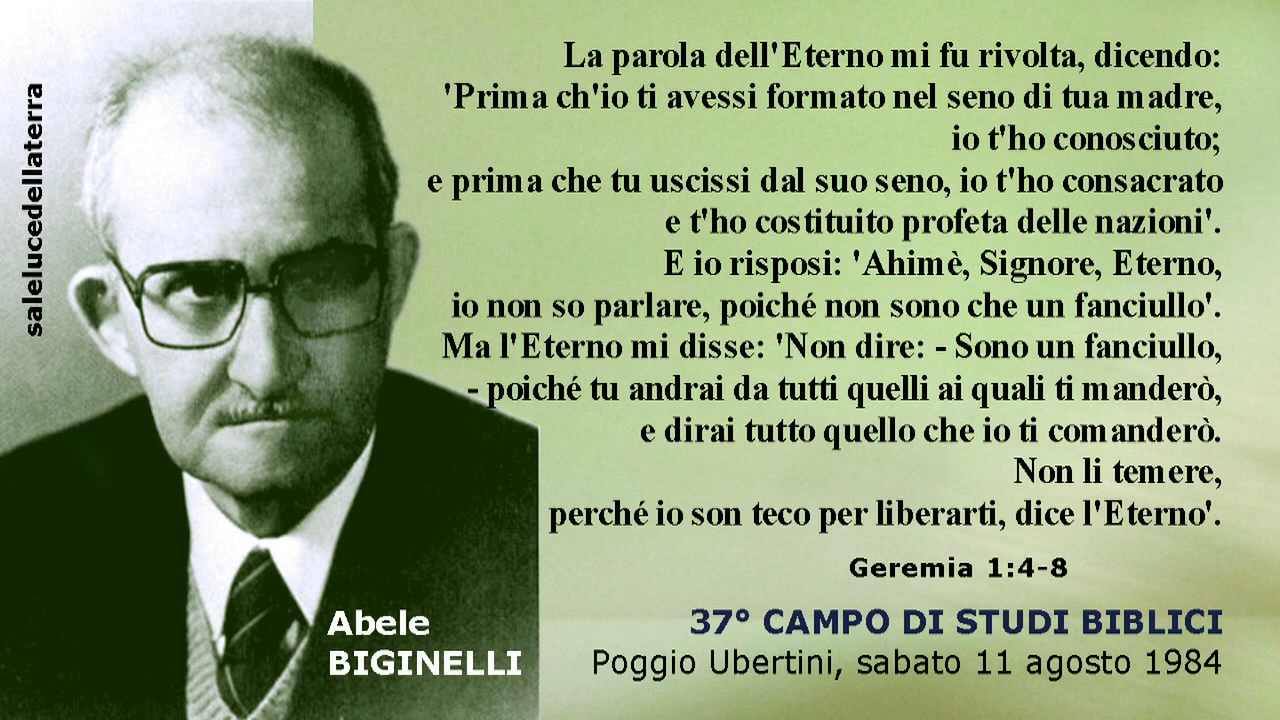 salelucedellaterra
La parola dell'Eterno mi fu rivolta, dicendo:
'Prima ch'io ti avessi formato nel seno di tua madre,
io t'ho conosciuto;
e prima che tu uscissi dal suo seno, io t'ho consacrato
e t'ho costituito profeta delle nazioni'.
E io risposi: 'Ahimè, Signore, Eterno,
io non so parlare, poiché non sono che un fanciullo'.
Ma l'Eterno mi disse: 'Non dire: - Sono un fanciullo,
- poiché tu andrai da tutti quelli ai quali ti manderò,
e dirai tutto quello che io ti comanderò.
Non li temere,
perché io son teco per liberarti, dice l'Eterno'.
Geremia 1:4-8
Abele
BIGINELLI
37° CAMPO DI STUDI BIBLICI
Poggio Ubertini, sabato 11 agosto 1984